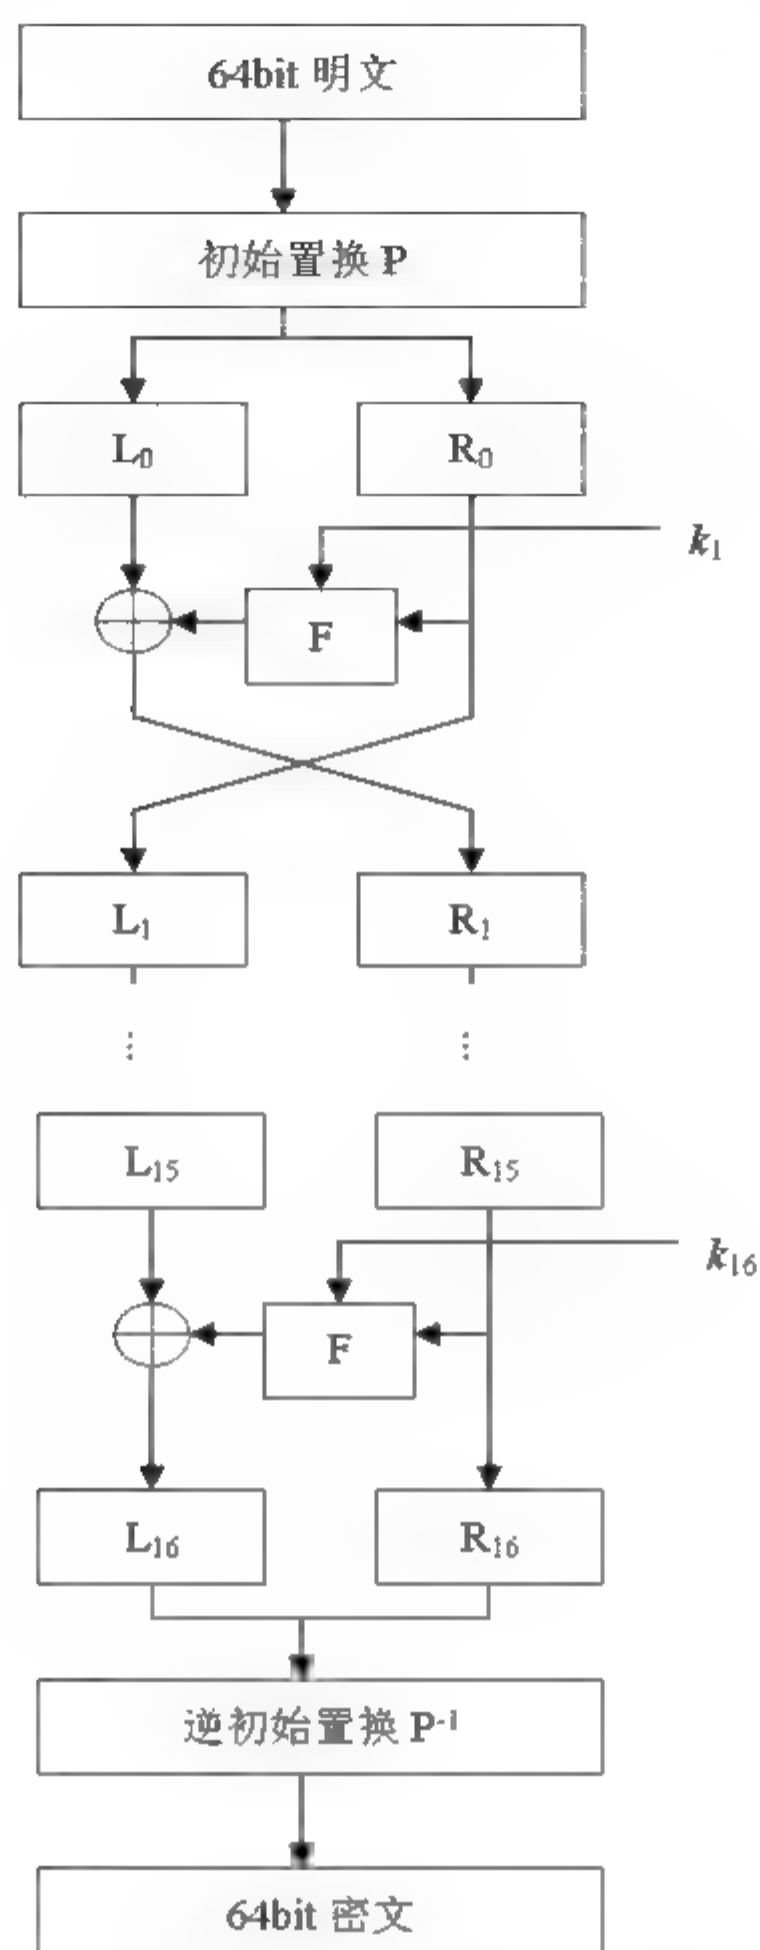 64bit 明文
初始置换 P
L₀
R₀
k₁
F
L₁
R₁
⋮
⋮
L₁₅
R₁₅
k₁₆
F
L₁₆
R₁₆
逆初始置换 P⁻¹
64bit 密文